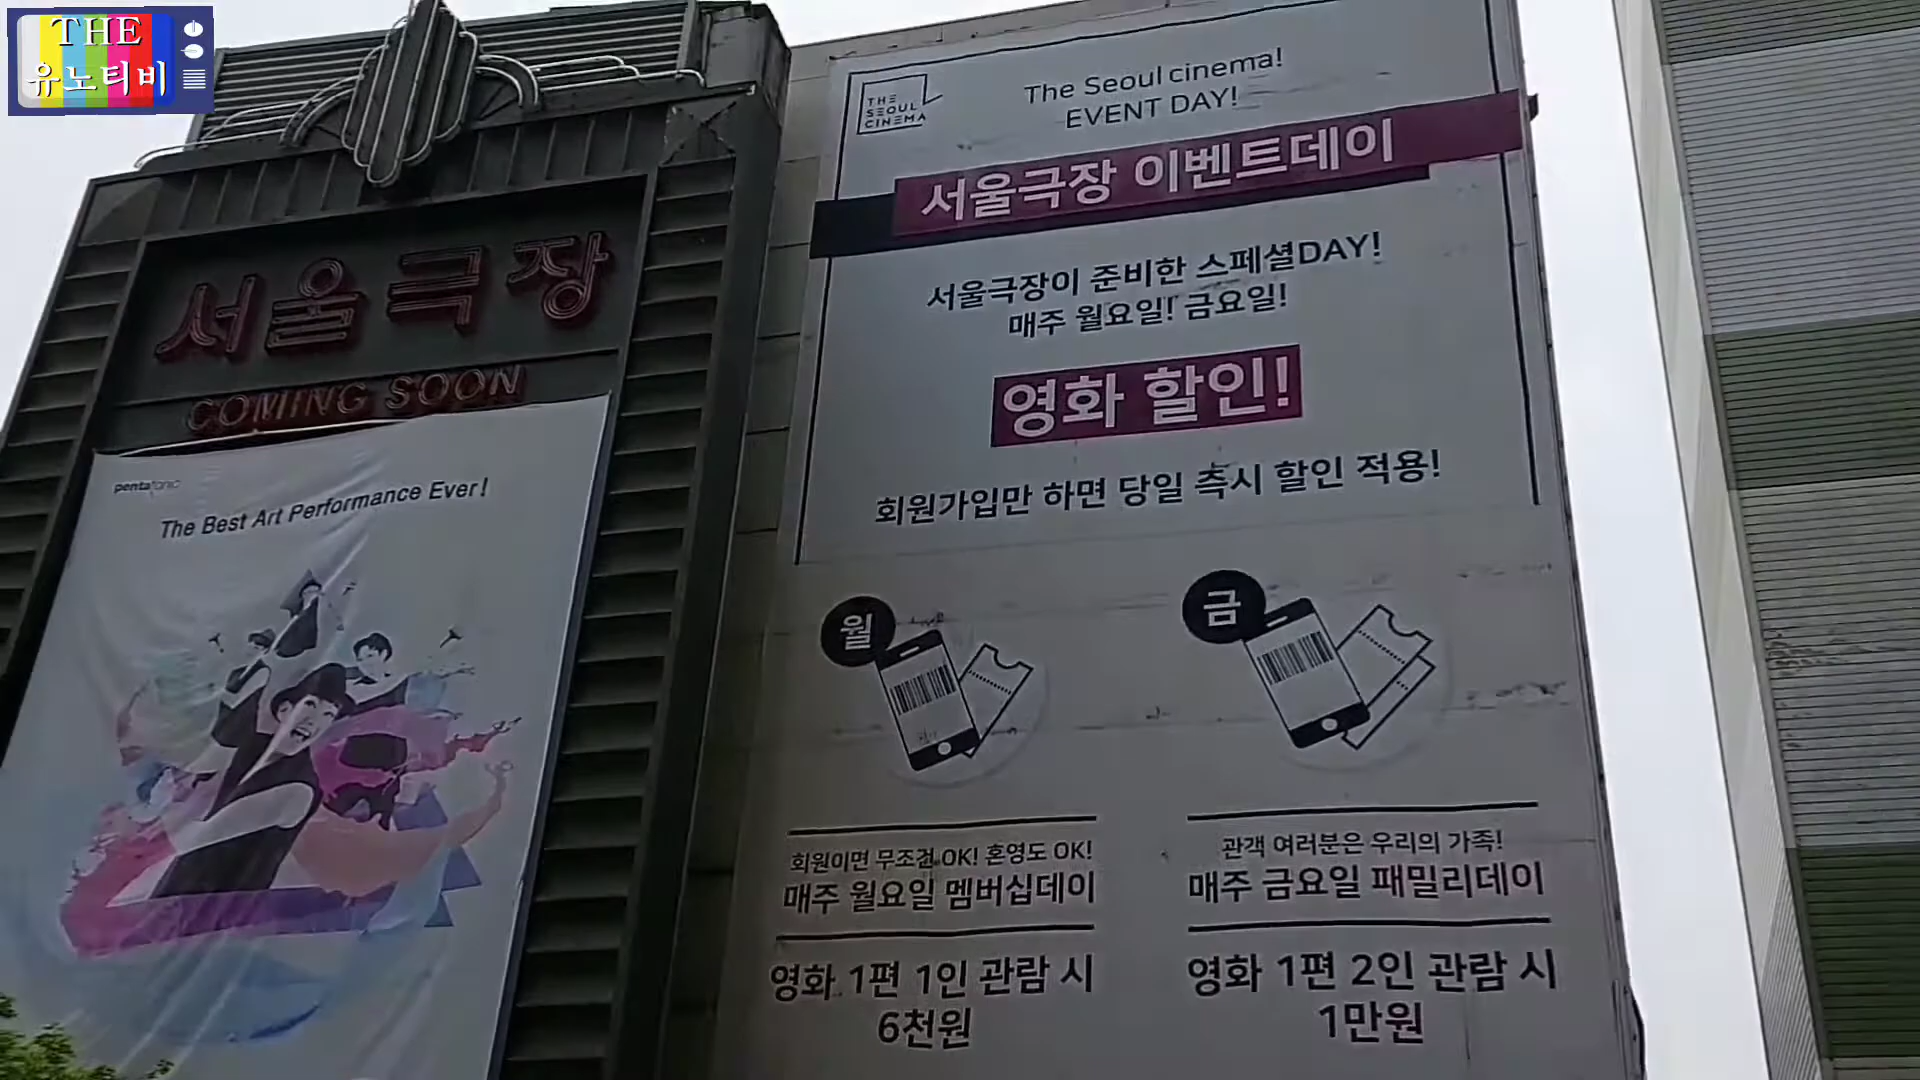 THE
유노티비
서울극장
COMING SOON
pentatonic
The Best Art Performance Ever!
THE
SEOUL
CINEMA
The Seoul cinema!
EVENT DAY!
서울극장 이벤트데이
서울극장이 준비한 스페셜DAY!
매주 월요일! 금요일!
영화 할인!
회원가입만 하면 당일 즉시 할인 적용!
월
회원이면 무조건 OK! 혼영도 OK!
매주 월요일 멤버십데이
영화 1편 1인 관람 시
6천원
금
관객 여러분은 우리의 가족!
매주 금요일 패밀리데이
영화 1편 2인 관람 시
1만원